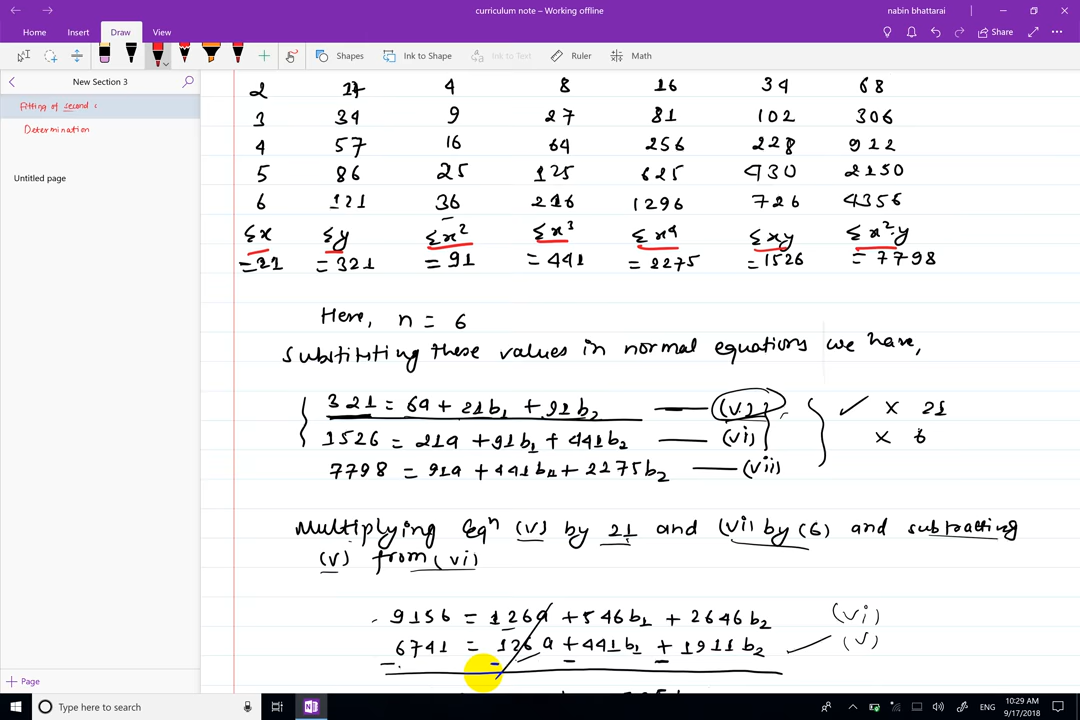 curriculum note – Working offline
nabin bhattarai
Home Insert Draw View
Share
Ink to Shape Shapes Ink to Text Ruler Math
New Section 3
Fitting of second
Determination
Untitled page
2 17 4 8 16 34 68
3 34 9 27 81 102 306
4 57 16 64 256 228 912
5 86 25 125 625 430 2150
6 121 36 216 1296 726 4356
Σx Σy Σx² Σx³ Σx⁴ Σxy Σx²·y
=21 =321 =91 =441 =2275 =1526 =7798
Here, n = 6
Substituting these values in normal equations we have,
321 = 6a + 21b₁ + 91b₂ — (v) ✓ × 21
1526 = 21a + 91b₁ + 441b₂ — (vi) × 6
7798 = 91a + 441b₁ + 2275b₂ — (vii)
Multiplying Eqⁿ (v) by 21 and (vi) by (6) and subtracting
(v) from (vi)
9156 = 126a + 546b₁ + 2646b₂ (vi)
6741 = 126a + 441b₁ + 1911b₂ (v)
+ Page
Type here to search
ENG
10:29 AM
9/17/2018